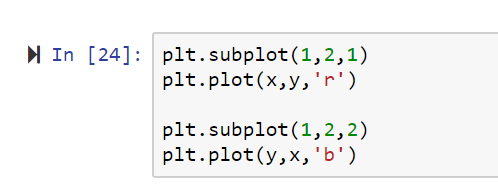 In [24]: plt.subplot(1,2,1)
plt.plot(x,y,'r')

plt.subplot(1,2,2)
plt.plot(y,x,'b')